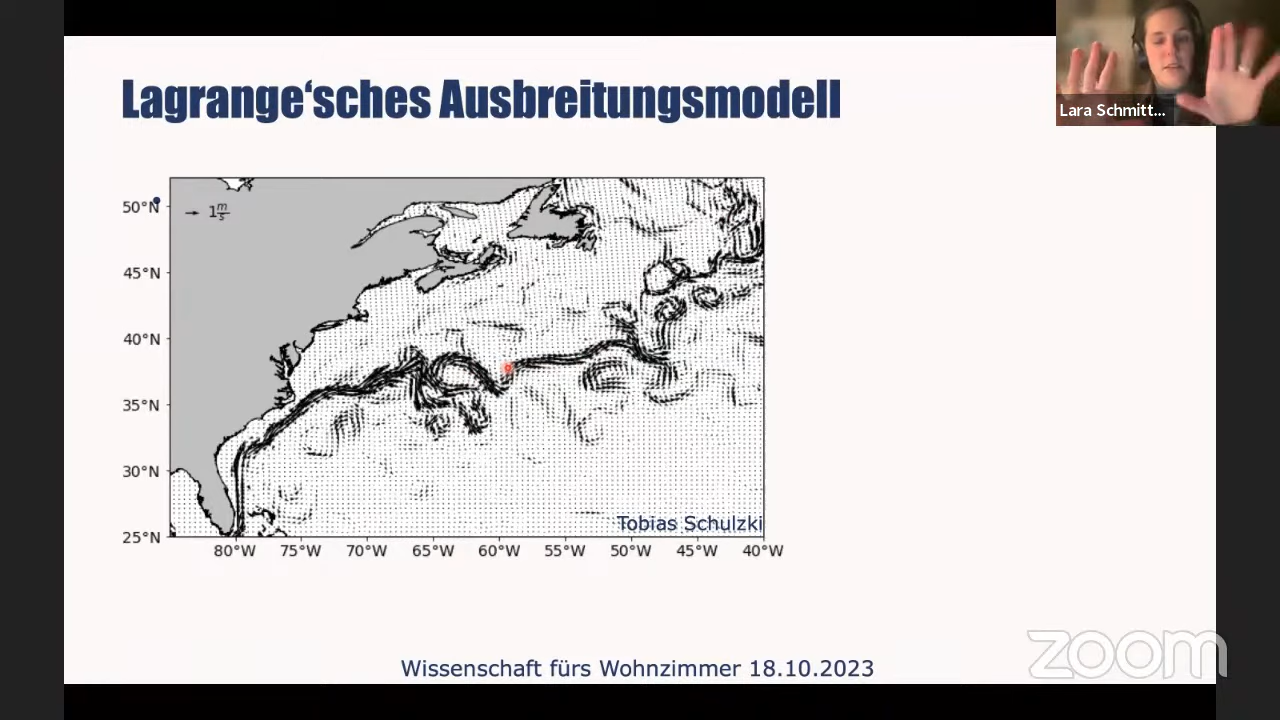 Lagrange‘sches Ausbreitungsmodell
Lara Schmitt...
50°N
1 m/s
45°N
40°N
35°N
30°N
25°N
Tobias Schulzki
80°W 75°W 70°W 65°W 60°W 55°W 50°W 45°W 40°W
zoom
Wissenschaft fürs Wohnzimmer 18.10.2023